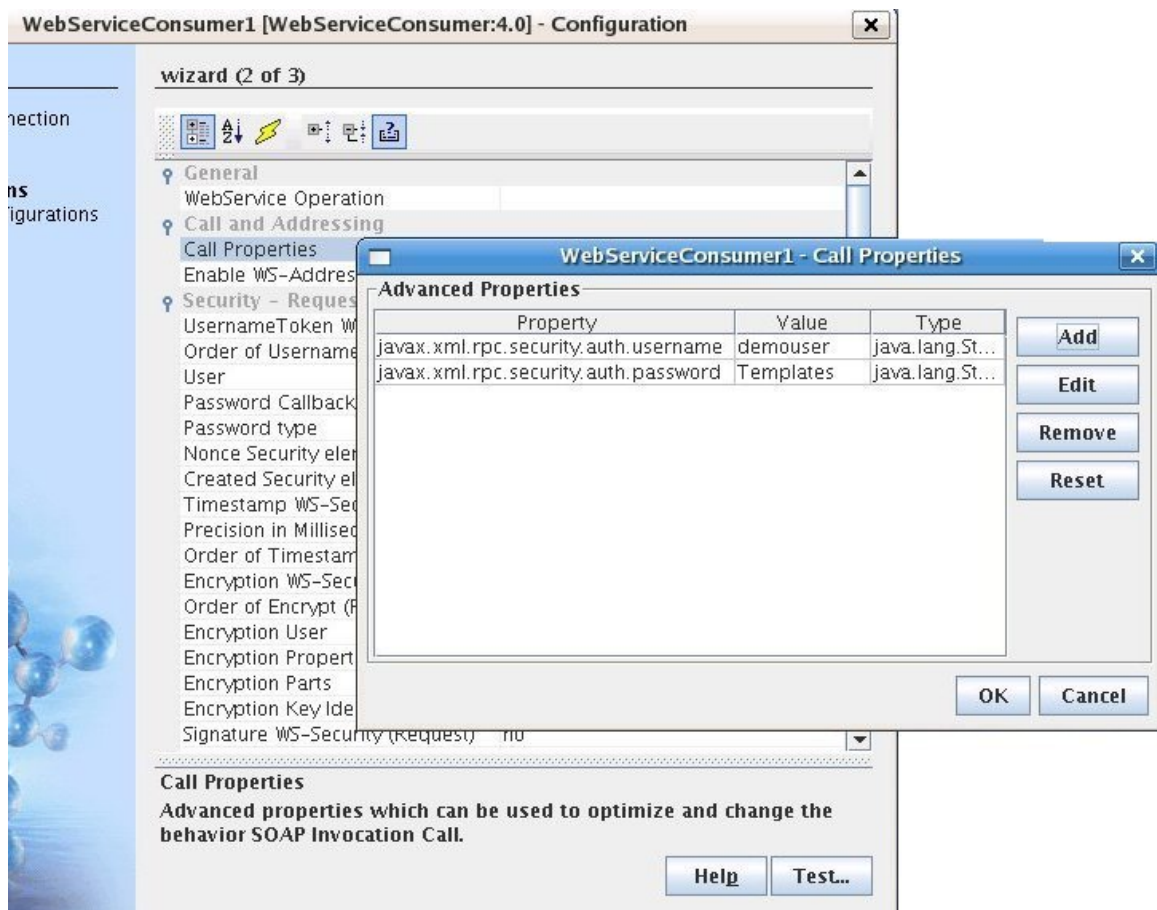 WebServiceConsumer1 [WebServiceConsumer:4.0] - Configuration
wizard (2 of 3)
nection
ns
figurations
General
WebService Operation
Call and Addressing
Call Properties
Enable WS-Addres
Security - Reques
UsernameToken W
Order of Username
User
Password Callback
Password type
Nonce Security eler
Created Security el
Timestamp WS-Sec
Precision in Millisec
Order of Timestam
Encryption WS-Secu
Order of Encrypt (R
Encryption User
Encryption Propert
Encryption Parts
Encryption Key Ide
Signature WS-Security (Request) no
WebServiceConsumer1 - Call Properties
Advanced Properties
Property Value Type
javax.xml.rpc.security.auth.username demouser java.lang.St...
javax.xml.rpc.security.auth.password Templates java.lang.St...
Add
Edit
Remove
Reset
OK Cancel
Call Properties
Advanced properties which can be used to optimize and change the
behavior SOAP Invocation Call.
Help Test...